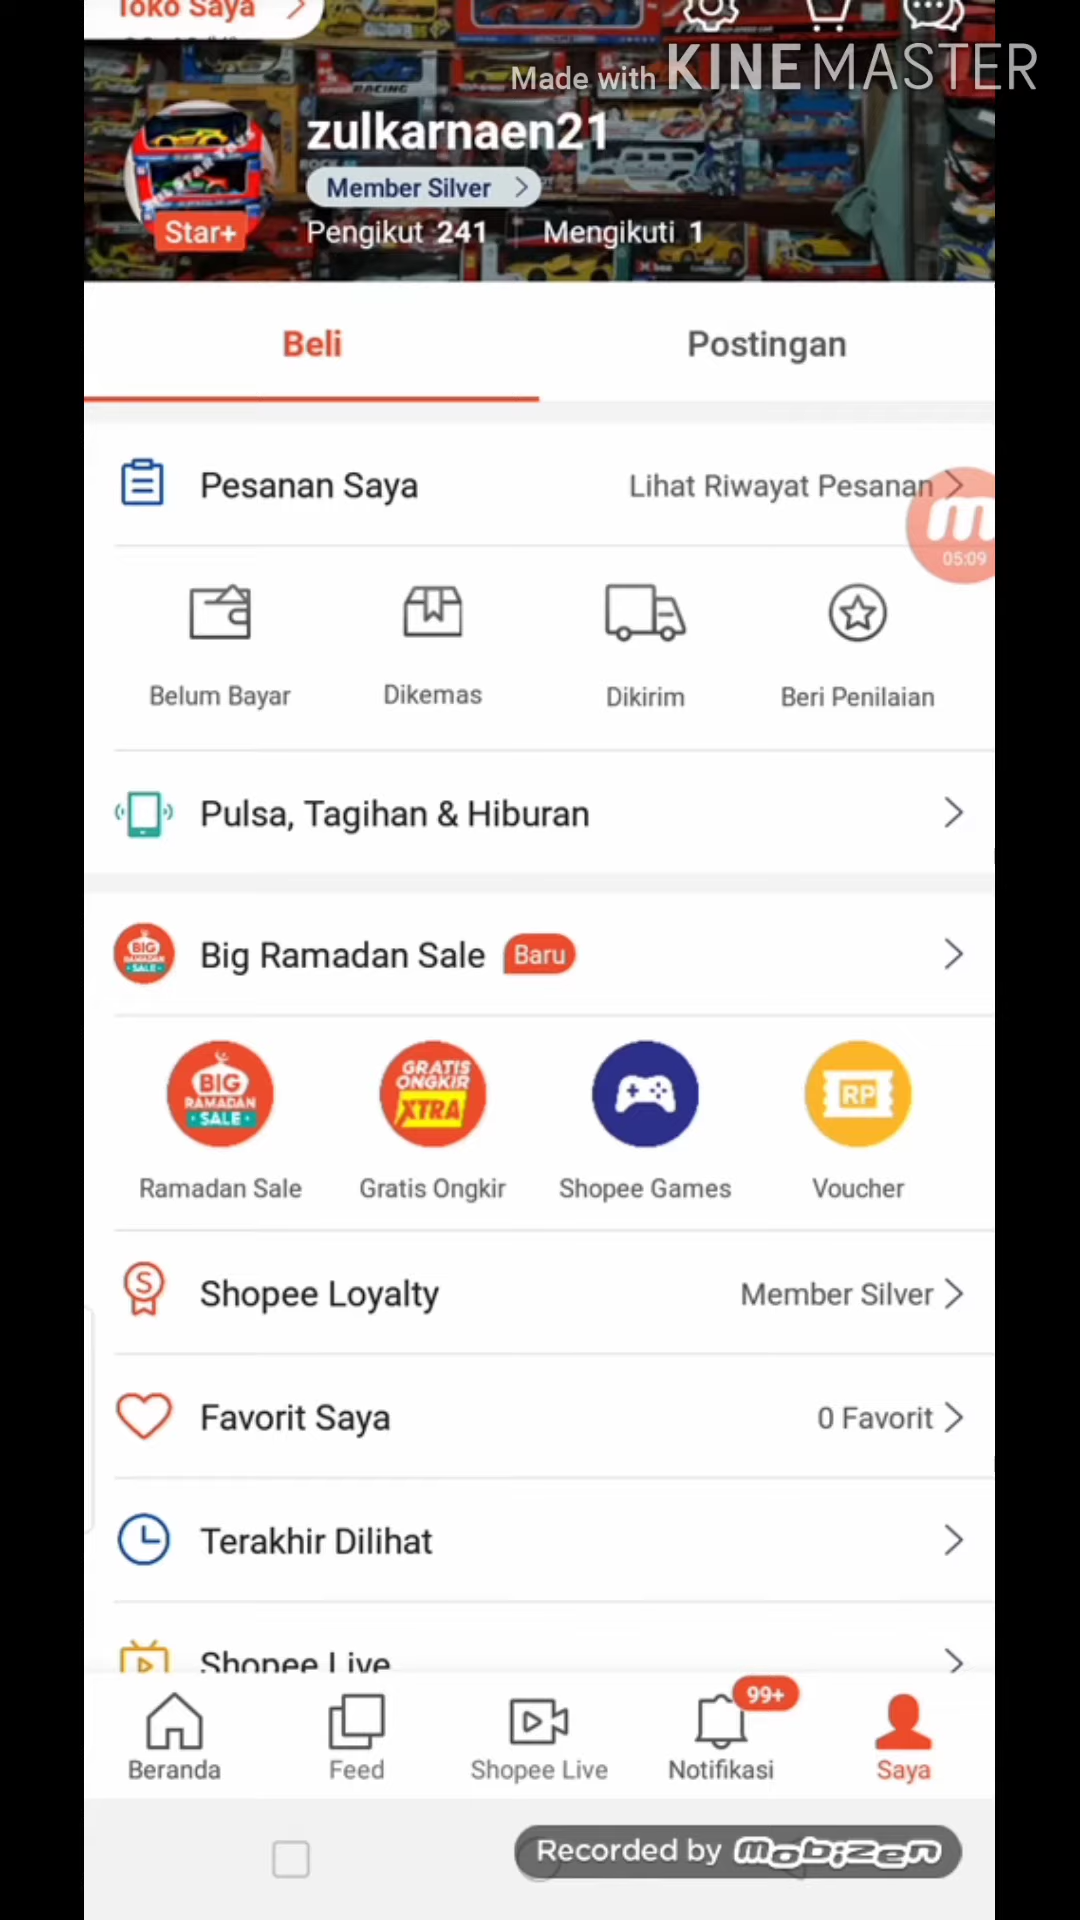 Toko Saya
Made with KINEMASTER
zulkarnaen21
Member Silver
Star+
Pengikut 241
Mengikuti 1
Beli
Postingan
Pesanan Saya
Lihat Riwayat Pesanan
05:09
Belum Bayar
Dikemas
Dikirim
Beri Penilaian
Pulsa, Tagihan & Hiburan
BIG
RAMADAN
SALE
Big Ramadan Sale
Baru
BIG
RAMADAN
SALE
GRATIS
ONGKIR
XTRA
RP
Ramadan Sale
Gratis Ongkir
Shopee Games
Voucher
Shopee Loyalty
Member Silver
Favorit Saya
0 Favorit
Terakhir Dilihat
Shopee Live
99+
Beranda
Feed
Shopee Live
Notifikasi
Saya
Recorded by mobizen